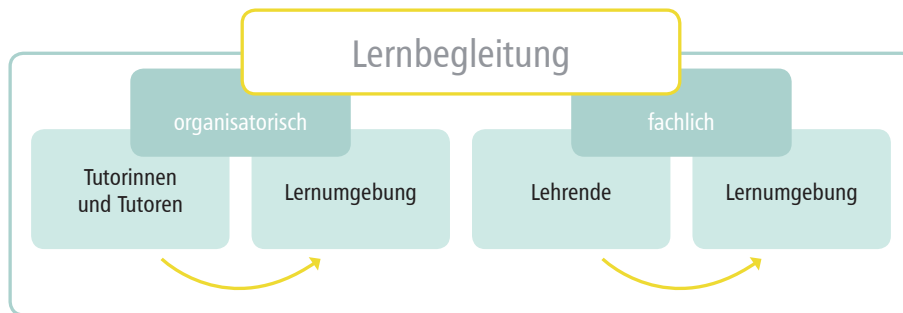 Lernbegleitung
organisatorisch
fachlich
Tutorinnen
und Tutoren
Lernumgebung
Lehrende
Lernumgebung